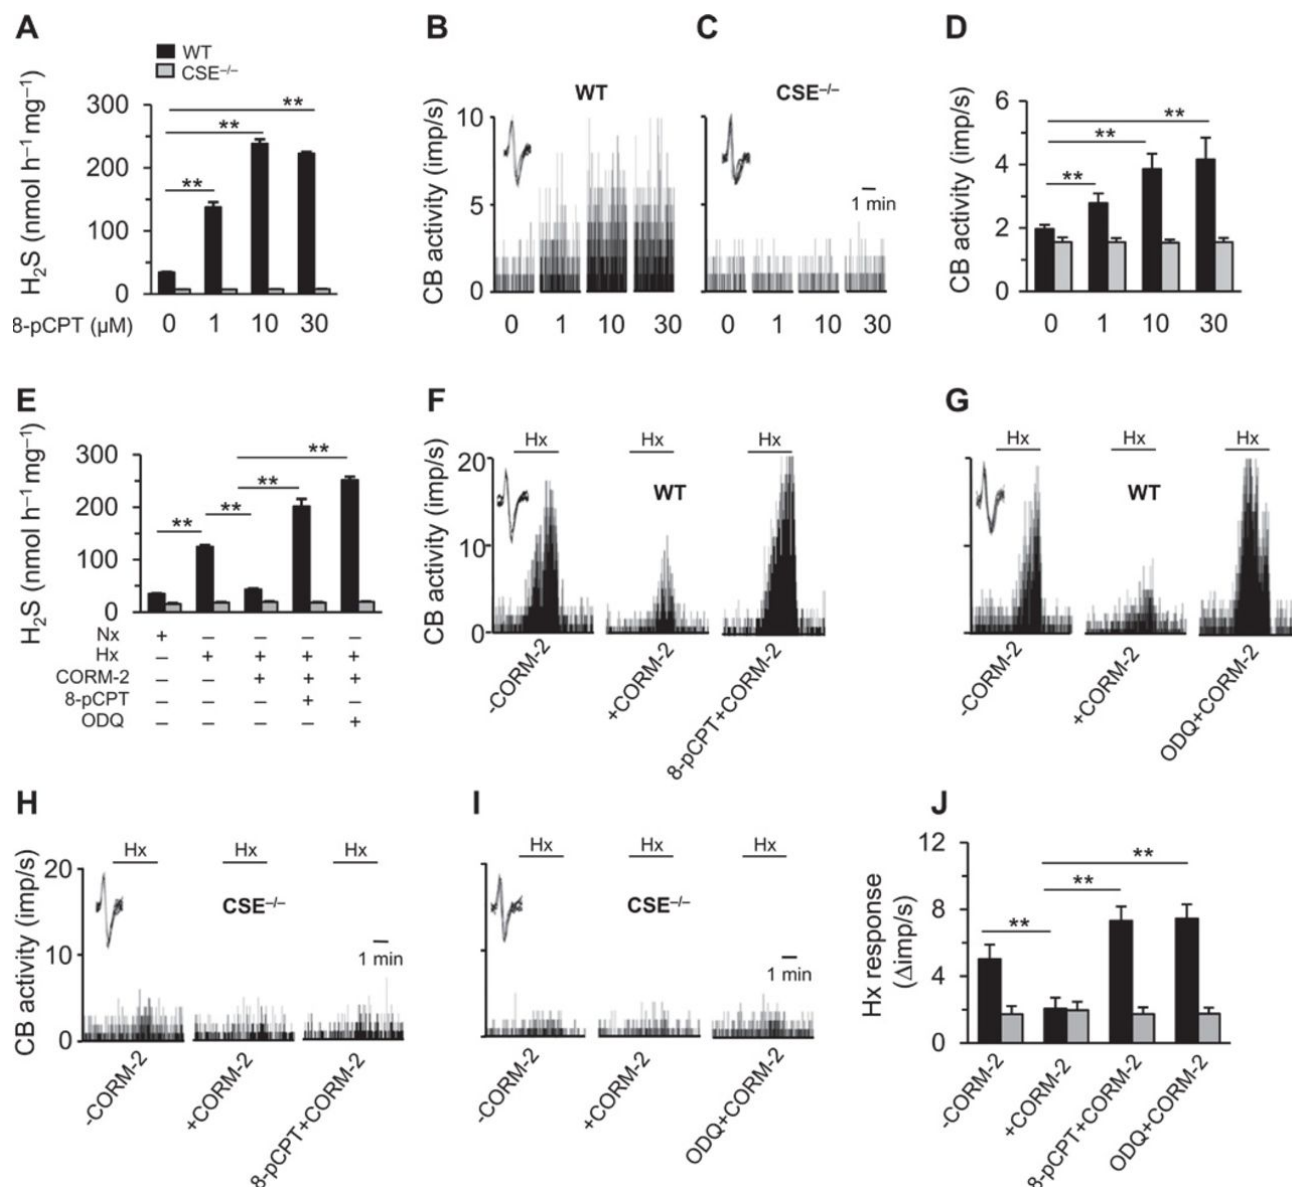 A
WT
CSE–/–
H2S (nmol h–1 mg–1)
300
200
100
0
8-pCPT (µM)
0 1 10 30
B
WT
CB activity (imp/s)
10
5
0
0 1 10 30
C
CSE–/–
1 min
0 1 10 30
D
CB activity (imp/s)
6
4
2
0
** ** **
0 1 10 30
** ** **
E
H2S (nmol h–1 mg–1)
300
200
100
0
** ** ** **
Nx + – – – –
Hx – + + + +
CORM-2 – – + + +
8-pCPT – – – + –
ODQ – – – – +
F
Hx Hx Hx
WT
CB activity (imp/s)
20
10
0
-CORM-2
+CORM-2
8-pCPT+CORM-2
G
Hx Hx Hx
WT
-CORM-2
+CORM-2
ODQ+CORM-2
H
Hx Hx Hx
CSE–/–
CB activity (imp/s)
20
10
0
1 min
-CORM-2
+CORM-2
8-pCPT+CORM-2
I
Hx Hx Hx
CSE–/–
1 min
-CORM-2
+CORM-2
ODQ+CORM-2
J
Hx response
(Δimp/s)
12
8
4
0
** ** **
-CORM-2
+CORM-2
8-pCPT+CORM-2
ODQ+CORM-2